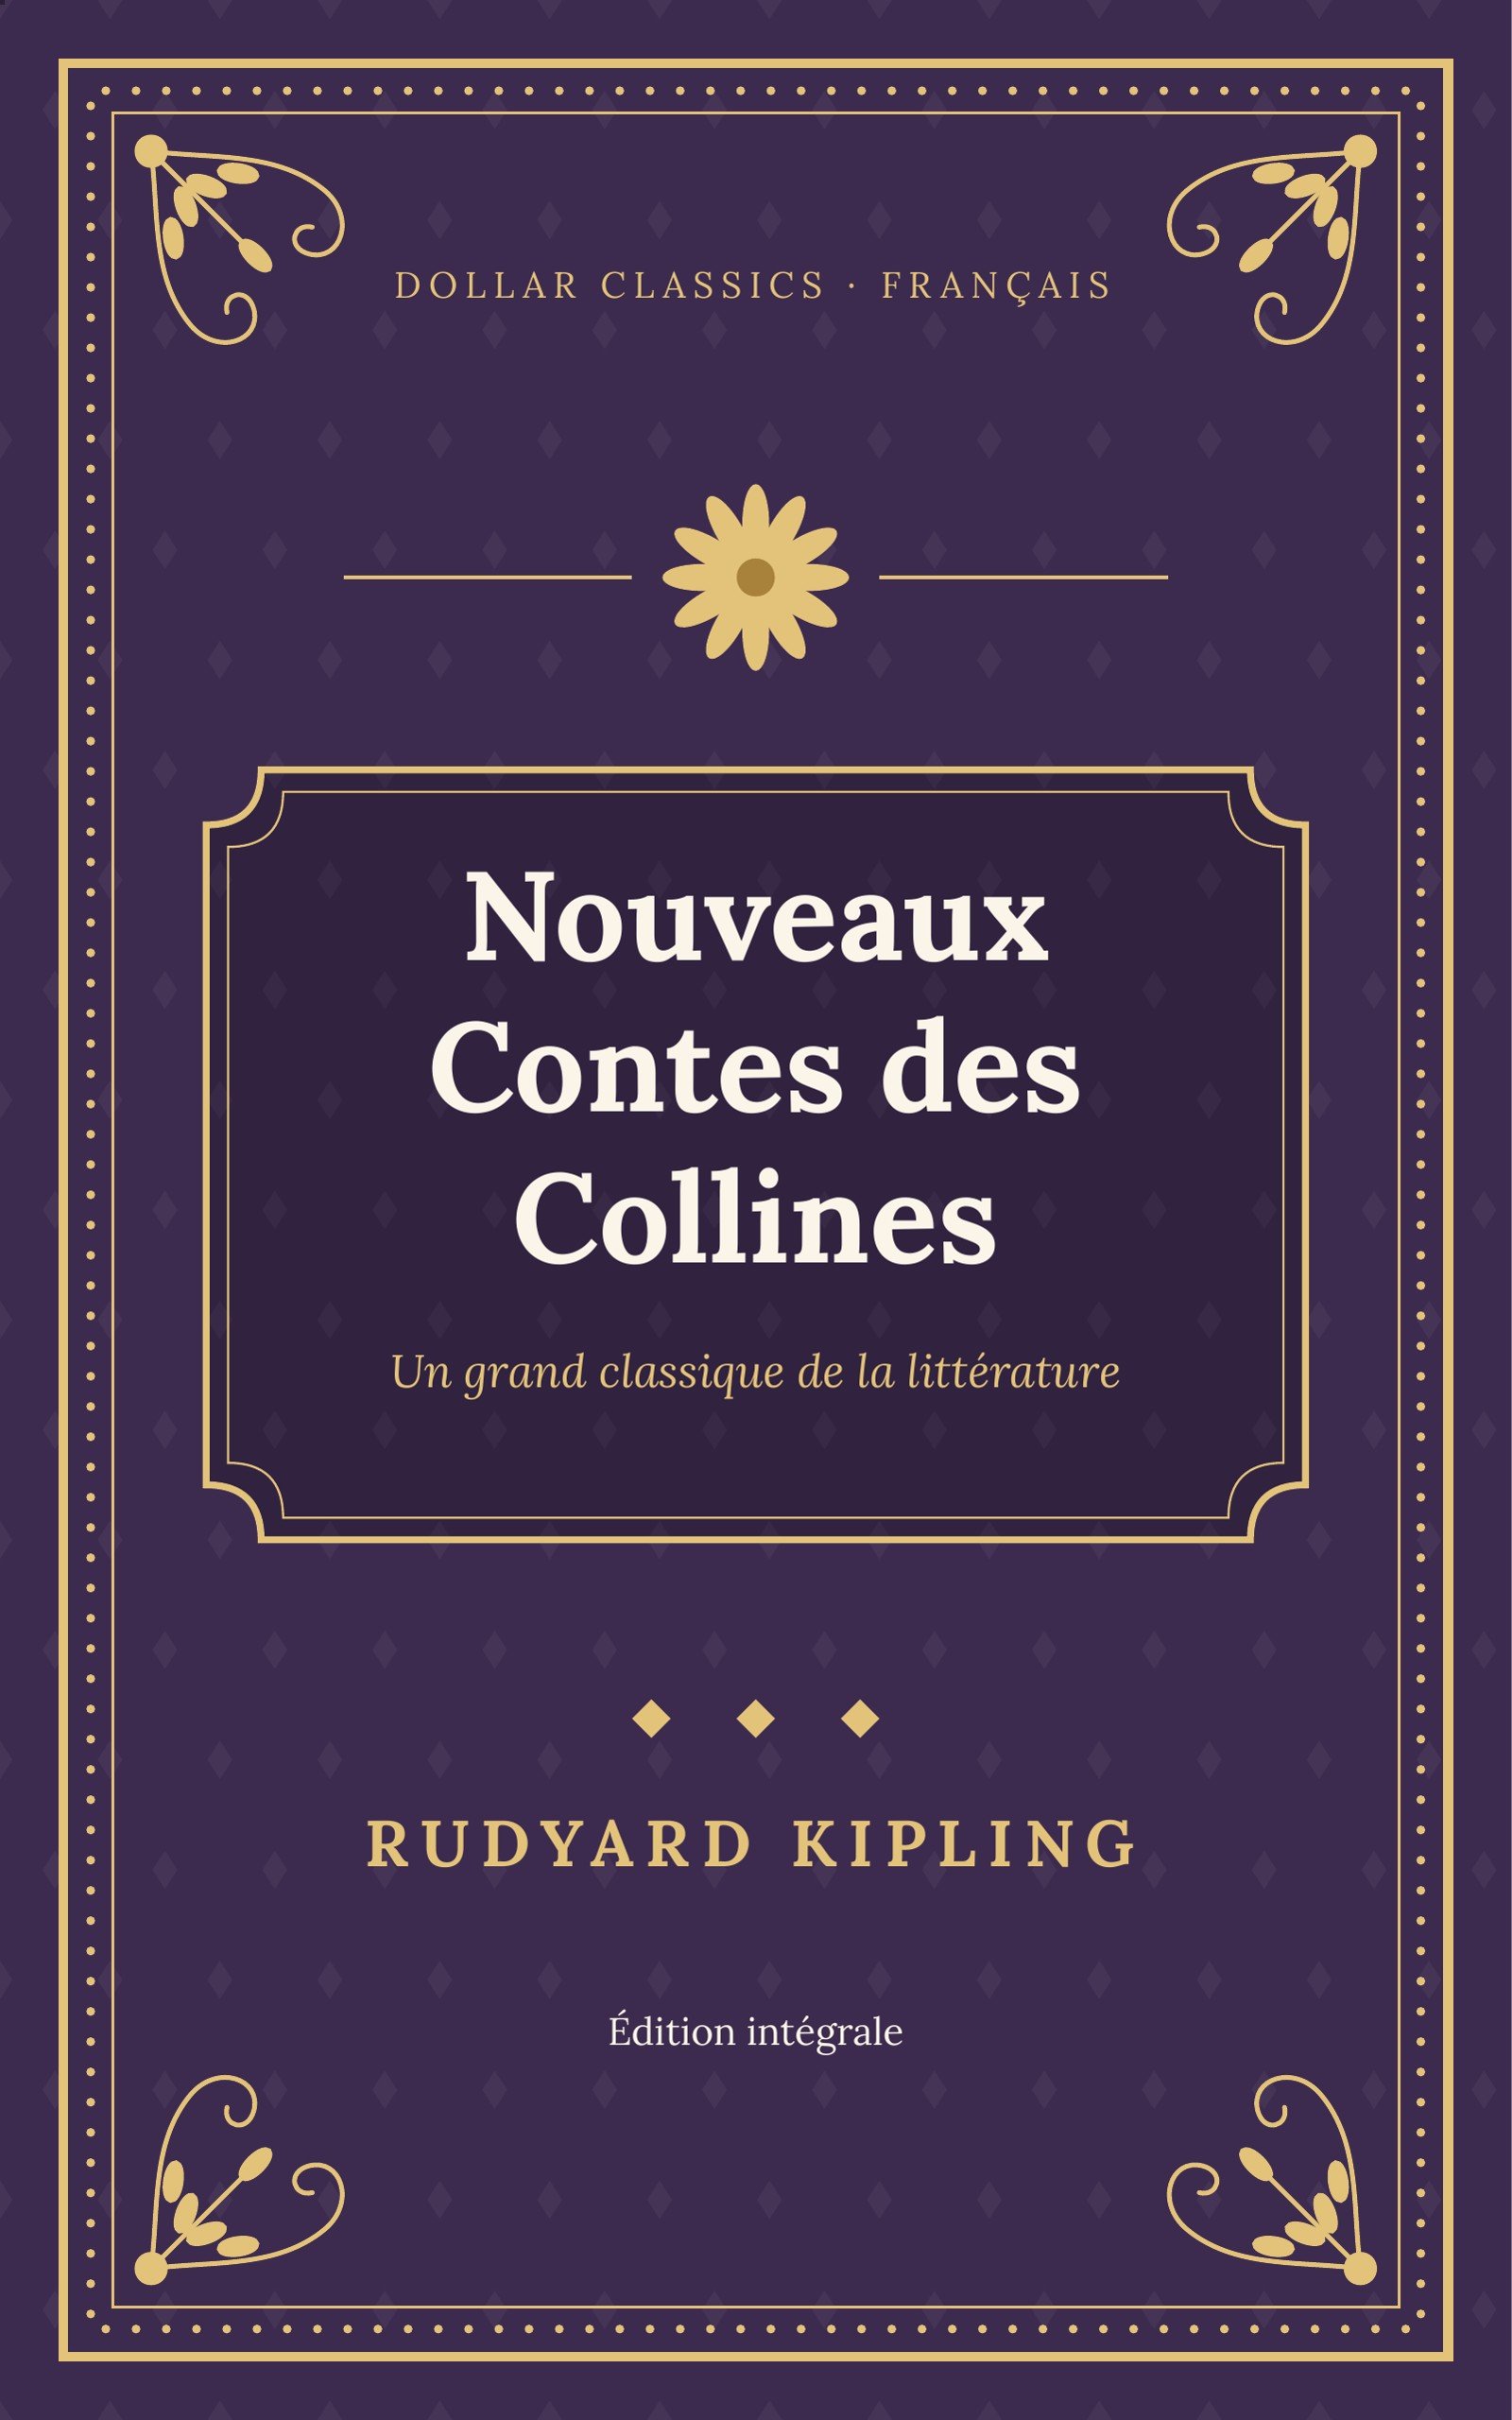 DOLLAR CLASSICS · FRANÇAIS
Nouveaux
Contes des
Collines
Un grand classique de la littérature
RUDYARD KIPLING
Édition intégrale